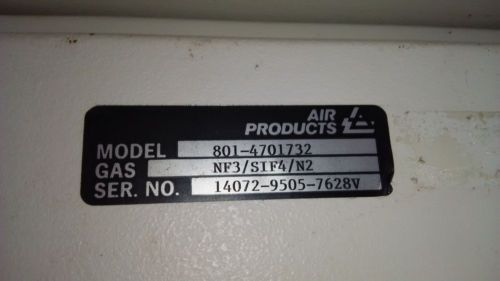 AIR
PRODUCTS
MODEL 801-4701732
GAS NF3/SIF4/N2
SER. NO. 14072-9505-7628V